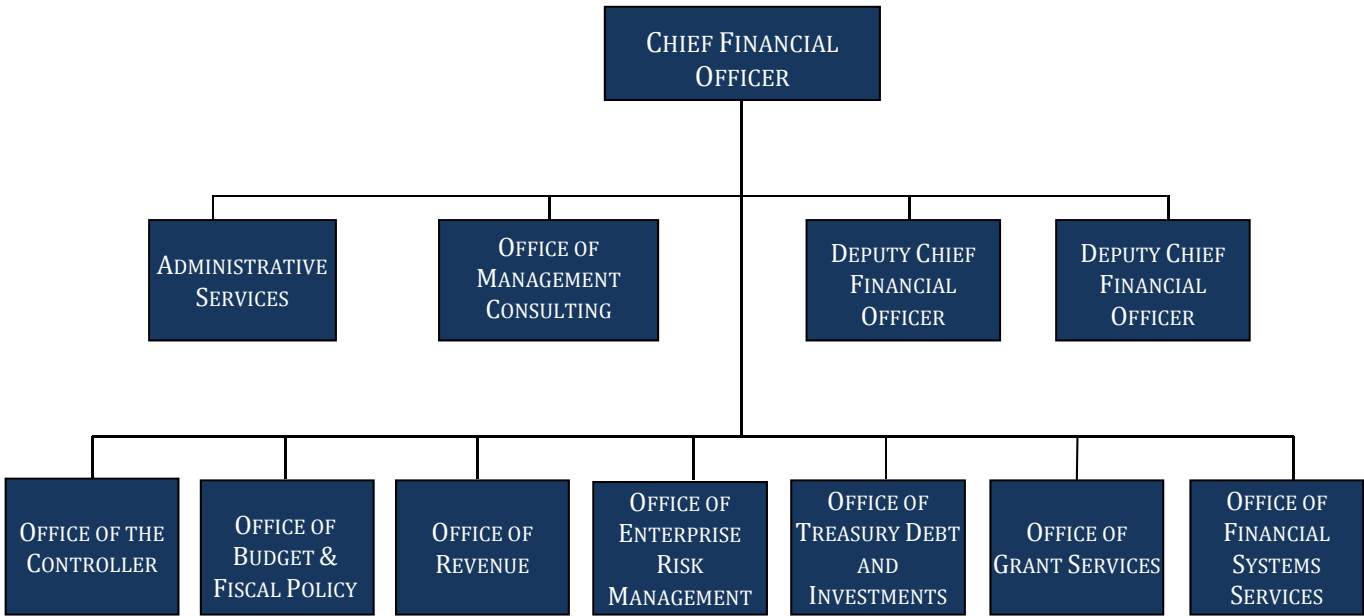 CHIEF FINANCIAL
OFFICER
ADMINISTRATIVE
SERVICES
OFFICE OF
MANAGEMENT
CONSULTING
DEPUTY CHIEF
FINANCIAL
OFFICER
DEPUTY CHIEF
FINANCIAL
OFFICER
OFFICE OF THE
CONTROLLER
OFFICE OF
BUDGET &
FISCAL POLICY
OFFICE OF
REVENUE
OFFICE OF
ENTERPRISE
RISK
MANAGEMENT
OFFICE OF
TREASURY DEBT
AND
INVESTMENTS
OFFICE OF
GRANT SERVICES
OFFICE OF
FINANCIAL
SYSTEMS
SERVICES